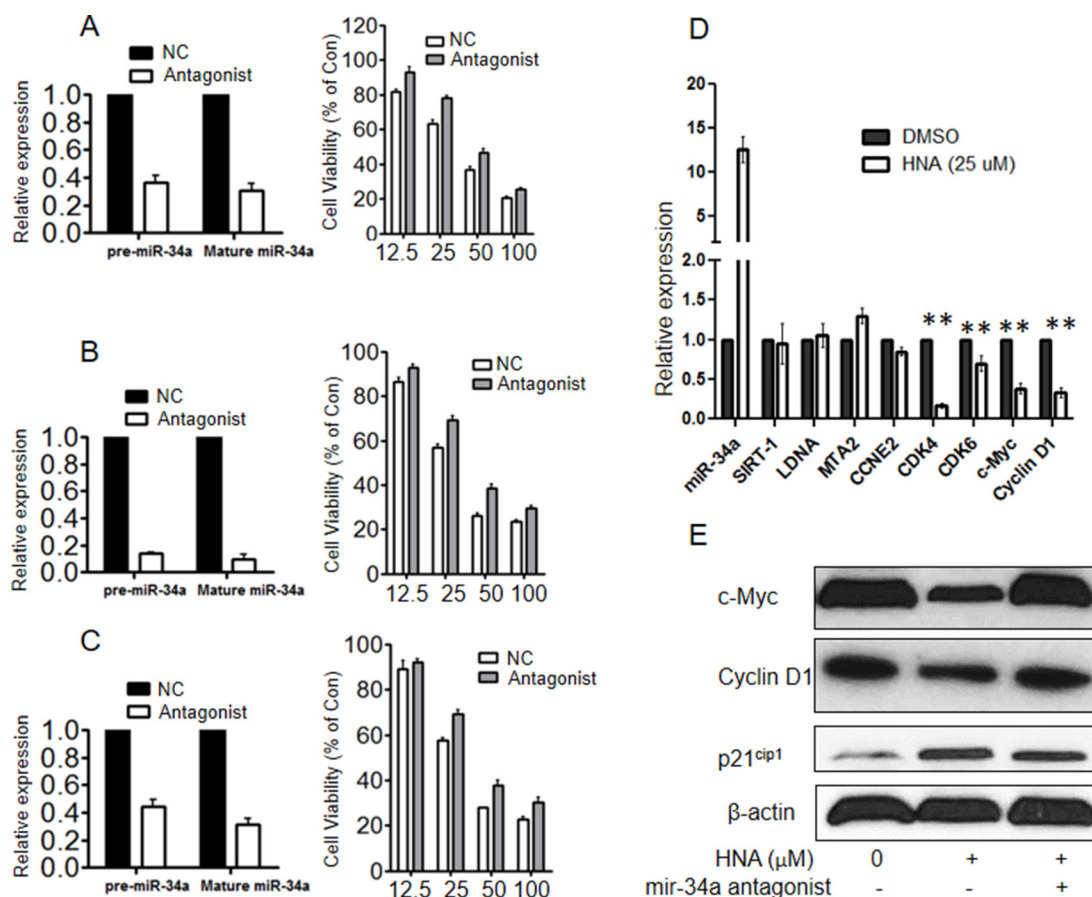 A
NC
Antagonist
Relative expression
1.0
0.8
0.6
0.4
0.2
0.0
pre-miR-34a Mature miR-34a
NC
Antagonist
Cell Viability (% of Con)
120
100
80
60
40
20
0
12.5 25 50 100
B
NC
Antagonist
Relative expression
1.0
0.8
0.6
0.4
0.2
0.0
pre-miR-34a Mature miR-34a
NC
Antagonist
Cell Viability (% of Con)
100
80
60
40
20
0
12.5 25 50 100
C
NC
Antagonist
Relative expression
1.0
0.8
0.6
0.4
0.2
0.0
pre-miR-34a Mature miR-34a
NC
Antagonist
Cell Viability (% of Con)
100
80
60
40
20
0
12.5 25 50 100
D
DMSO
HNA (25 uM)
Relative expression
20
15
10
5
2.0
1.5
1.0
0.5
0.0
** ** ** **
miR-34a SIRT-1 LDNA MTA2 CCNE2 CDK4 CDK6 c-Myc Cyclin D1
E
c-Myc
Cyclin D1
p21cip1
β-actin
HNA (μM) 0 + +
mir-34a antagonist - - +